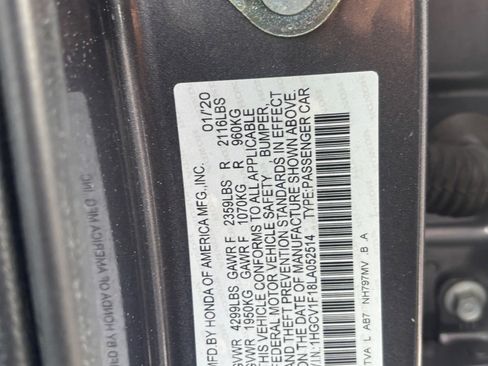 MFD. BY HONDA OF AMERICA MFG., INC. 01/20
GVWR 4299LBS GAWR F 2359LBS R 2116LBS
GVWR 1950KG GAWR F 1070KG R 960KG
THIS VEHICLE CONFORMS TO ALL APPLICABLE
FEDERAL MOTOR VEHICLE SAFETY / BUMPER,
AND THEFT PREVENTION STANDARDS IN EFFECT
ON THE DATE OF MANUFACTURE SHOWN ABOVE.
V.I.N.: 1HGCV1F18LA052514 TYPE:PASSENGER CAR
TVA L AB7 NH797MV .B .A